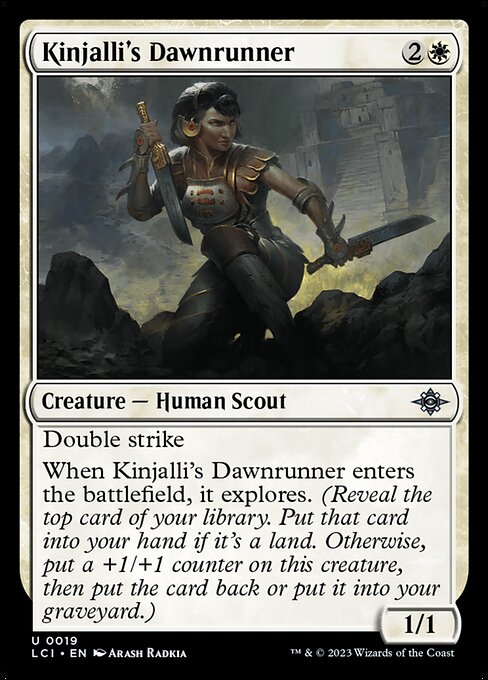 Kinjalli's Dawnrunner 2
Creature — Human Scout
Double strike
When Kinjalli's Dawnrunner enters
the battlefield, it explores. (Reveal the
top card of your library. Put that card
into your hand if it's a land. Otherwise,
put a +1/+1 counter on this creature,
then put the card back or put it into your
graveyard.)
1/1
U 0019
LCI • EN Arash Radkia
™ & © 2023 Wizards of the Coast